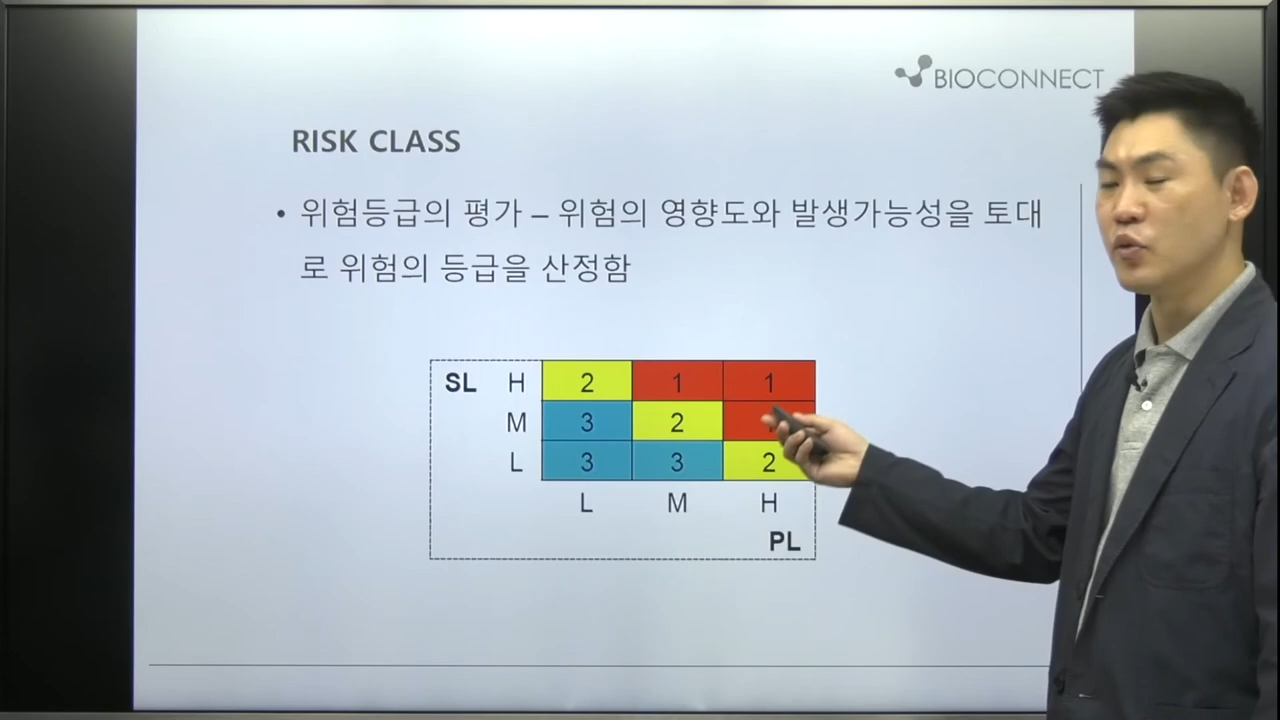 BIOCONNECT
RISK CLASS
• 위험등급의 평가 – 위험의 영향도와 발생가능성을 토대
로 위험의 등급을 산정함
SL H 2 1 1
M 3 2
L 3 3 2
L M H
PL